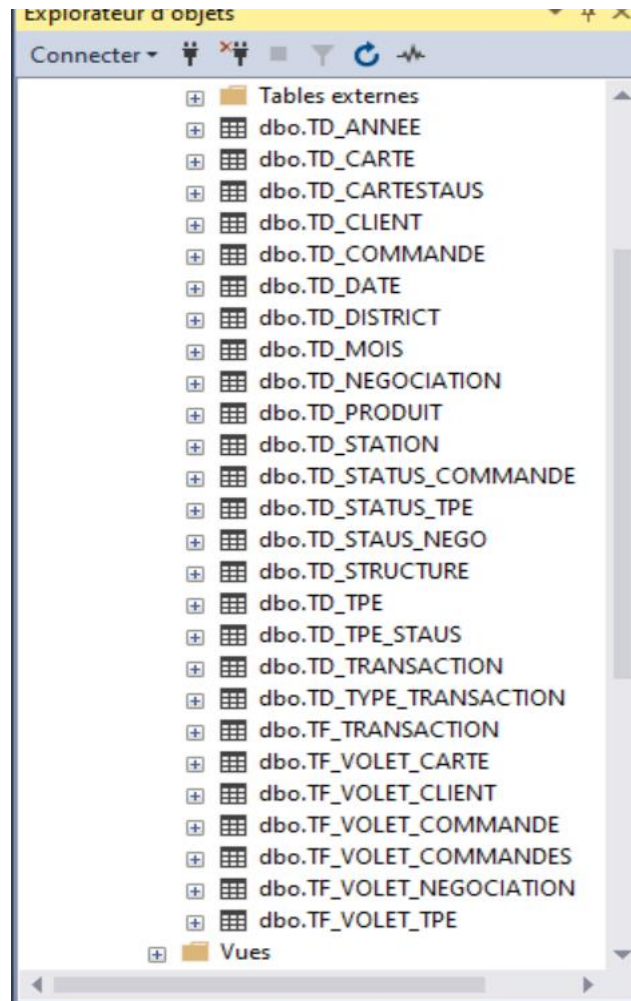 Explorateur d'objets
Connecter
Tables externes
dbo.TD_ANNEE
dbo.TD_CARTE
dbo.TD_CARTESTAUS
dbo.TD_CLIENT
dbo.TD_COMMANDE
dbo.TD_DATE
dbo.TD_DISTRICT
dbo.TD_MOIS
dbo.TD_NEGOCIATION
dbo.TD_PRODUIT
dbo.TD_STATION
dbo.TD_STATUS_COMMANDE
dbo.TD_STATUS_TPE
dbo.TD_STAUS_NEGO
dbo.TD_STRUCTURE
dbo.TD_TPE
dbo.TD_TPE_STAUS
dbo.TD_TRANSACTION
dbo.TD_TYPE_TRANSACTION
dbo.TF_TRANSACTION
dbo.TF_VOLET_CARTE
dbo.TF_VOLET_CLIENT
dbo.TF_VOLET_COMMANDE
dbo.TF_VOLET_COMMANDES
dbo.TF_VOLET_NEGOCIATION
dbo.TF_VOLET_TPE
Vues